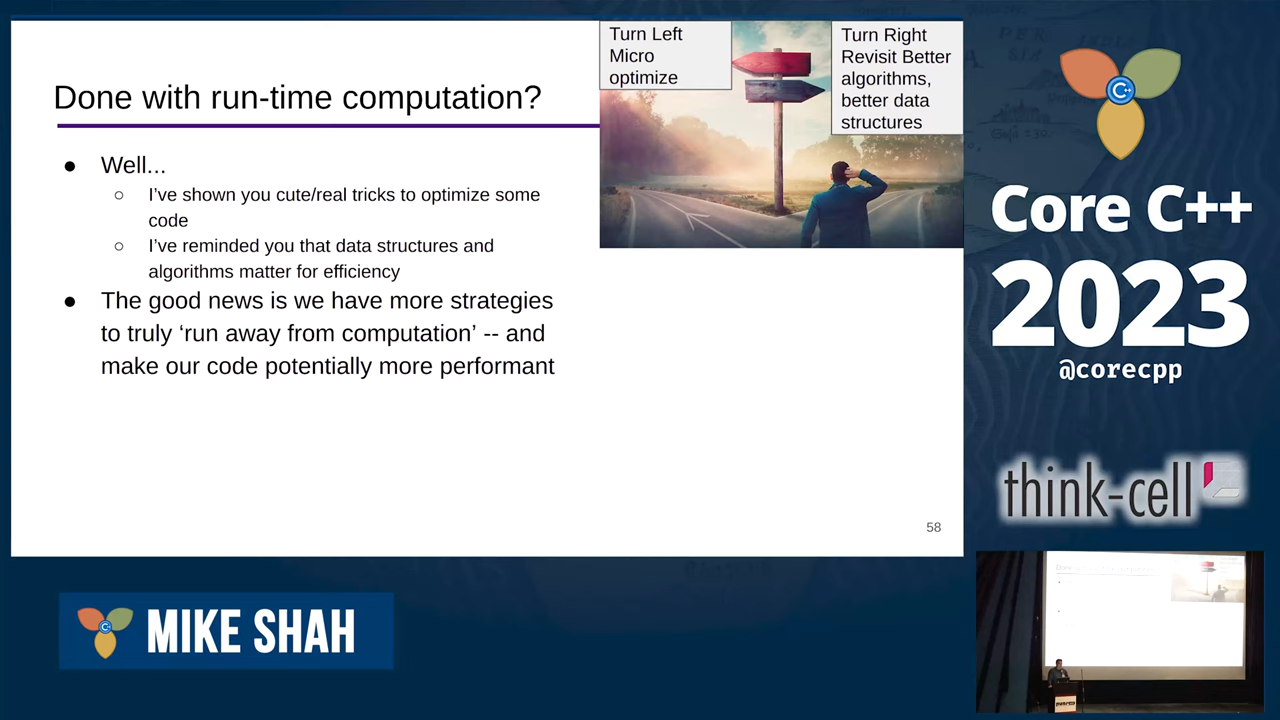 Done with run-time computation?
● Well...
○ I've shown you cute/real tricks to optimize some
code
○ I've reminded you that data structures and
algorithms matter for efficiency
● The good news is we have more strategies
to truly ‘run away from computation’ -- and
make our code potentially more performant
Turn Left
Micro
optimize
Turn Right
Revisit Better
algorithms,
better data
structures
58
C++
Core C++
2023
@corecpp
think-cell
C++
MIKE SHAH